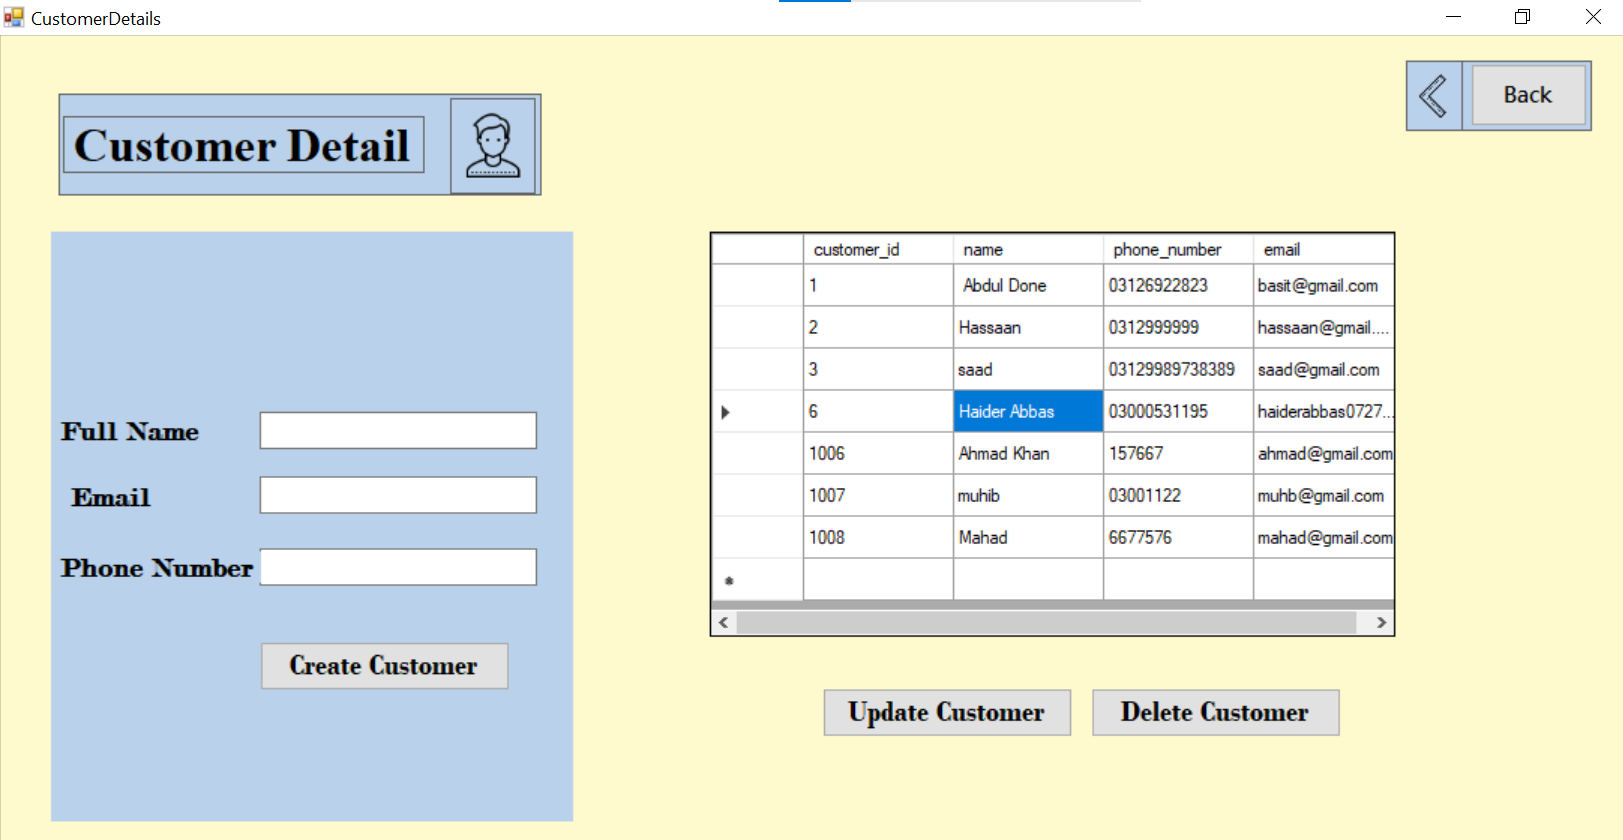 CustomerDetails
Back
Customer Detail
customer_id name phone_number email
1 Abdul Done 03126922823 basit@gmail.com
2 Hassaan 0312999999 hassaan@gmail....
3 saad 03129989738389 saad@gmail.com
6 Haider Abbas 03000531195 haiderabbas0727...
1006 Ahmad Khan 157667 ahmad@gmail.com
1007 muhib 03001122 muhb@gmail.com
1008 Mahad 6677576 mahad@gmail.com
Full Name
Email
Phone Number
Create Customer
Update Customer Delete Customer